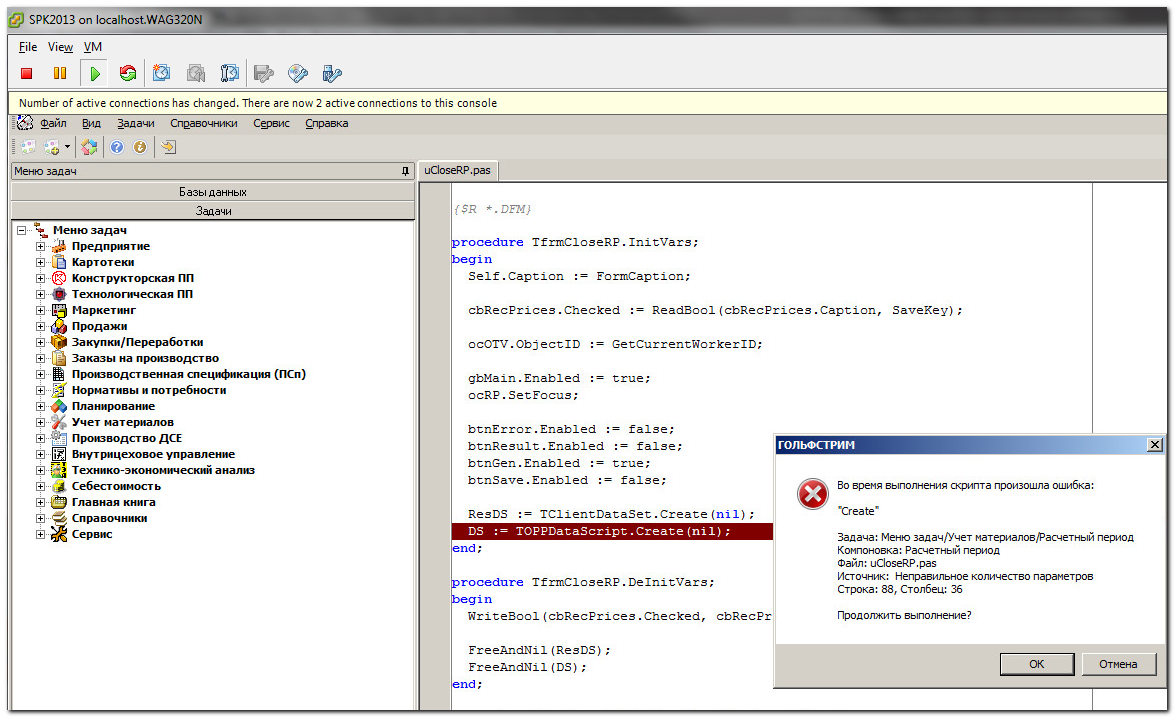 SPK2013 on localhost.WAG320N
File View VM
Number of active connections has changed. There are now 2 active connections to this console
Файл Вид Задачи Справочники Сервис Справка
Меню задач
Базы данных
Задачи
Меню задач
Предприятие
Картотеки
Конструкторская ПП
Технологическая ПП
Маркетинг
Продажи
Закупки/Переработки
Заказы на производство
Производственная спецификация (ПСп)
Нормативы и потребности
Планирование
Учет материалов
Производство ДСЕ
Внутрицеховое управление
Технико-экономический анализ
Себестоимость
Главная книга
Справочники
Сервис
uCloseRP.pas
{$R *.DFM}
procedure TfrmCloseRP.InitVars;
begin
Self.Caption := FormCaption;
cbRecPrices.Checked := ReadBool(cbRecPrices.Caption, SaveKey);
ocOTV.ObjectID := GetCurrentWorkerID;
gbMain.Enabled := true;
ocRP.SetFocus;
btnError.Enabled := false;
btnResult.Enabled := false;
btnGen.Enabled := true;
btnSave.Enabled := false;
ResDS := TClientDataSet.Create(nil);
DS := TOPPDataScript.Create(nil);
end;
procedure TfrmCloseRP.DeInitVars;
begin
WriteBool(cbRecPrices.Checked, cbRecPr
FreeAndNil(ResDS);
FreeAndNil(DS);
end;
ГОЛЬФСТРИМ
Во время выполнения скрипта произошла ошибка:
"Create"
Задача: Меню задач/Учет материалов/Расчетный период
Компоновка: Расчетный период
Файл: uCloseRP.pas
Источник: Неправильное количество параметров
Строка: 88, Столбец: 36
Продолжить выполнение?
OK Отмена